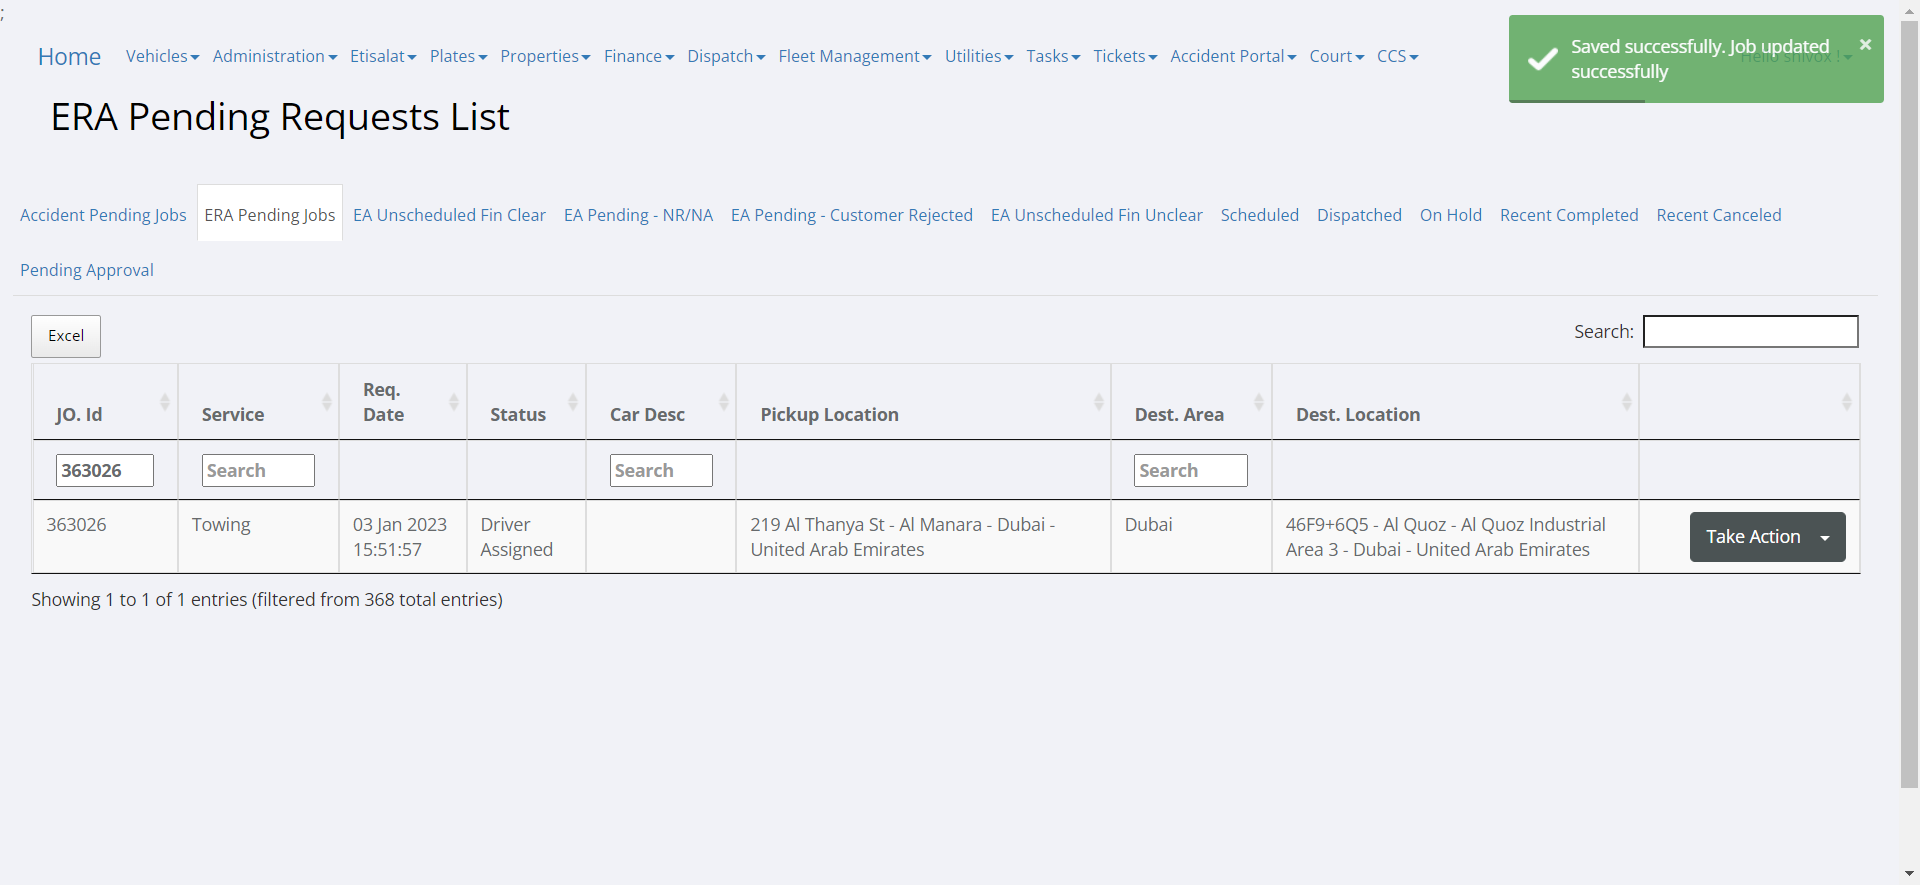 ;
Home Vehicles Administration Etisalat Plates Properties Finance Dispatch Fleet Management Utilities Tasks Tickets Accident Portal Court CCS Hello shivox !
Saved successfully. Job updated
successfully
×
ERA Pending Requests List
Accident Pending Jobs ERA Pending Jobs EA Unscheduled Fin Clear EA Pending - NR/NA EA Pending - Customer Rejected EA Unscheduled Fin Unclear Scheduled Dispatched On Hold Recent Completed Recent Canceled
Pending Approval
Excel Search:
JO. Id Service Req. Date Status Car Desc Pickup Location Dest. Area Dest. Location
363026 Search Search Search
363026 Towing 03 Jan 2023 Driver 219 Al Thanya St - Al Manara - Dubai - Dubai 46F9+6Q5 - Al Quoz - Al Quoz Industrial Take Action
15:51:57 Assigned United Arab Emirates Area 3 - Dubai - United Arab Emirates
Showing 1 to 1 of 1 entries (filtered from 368 total entries)